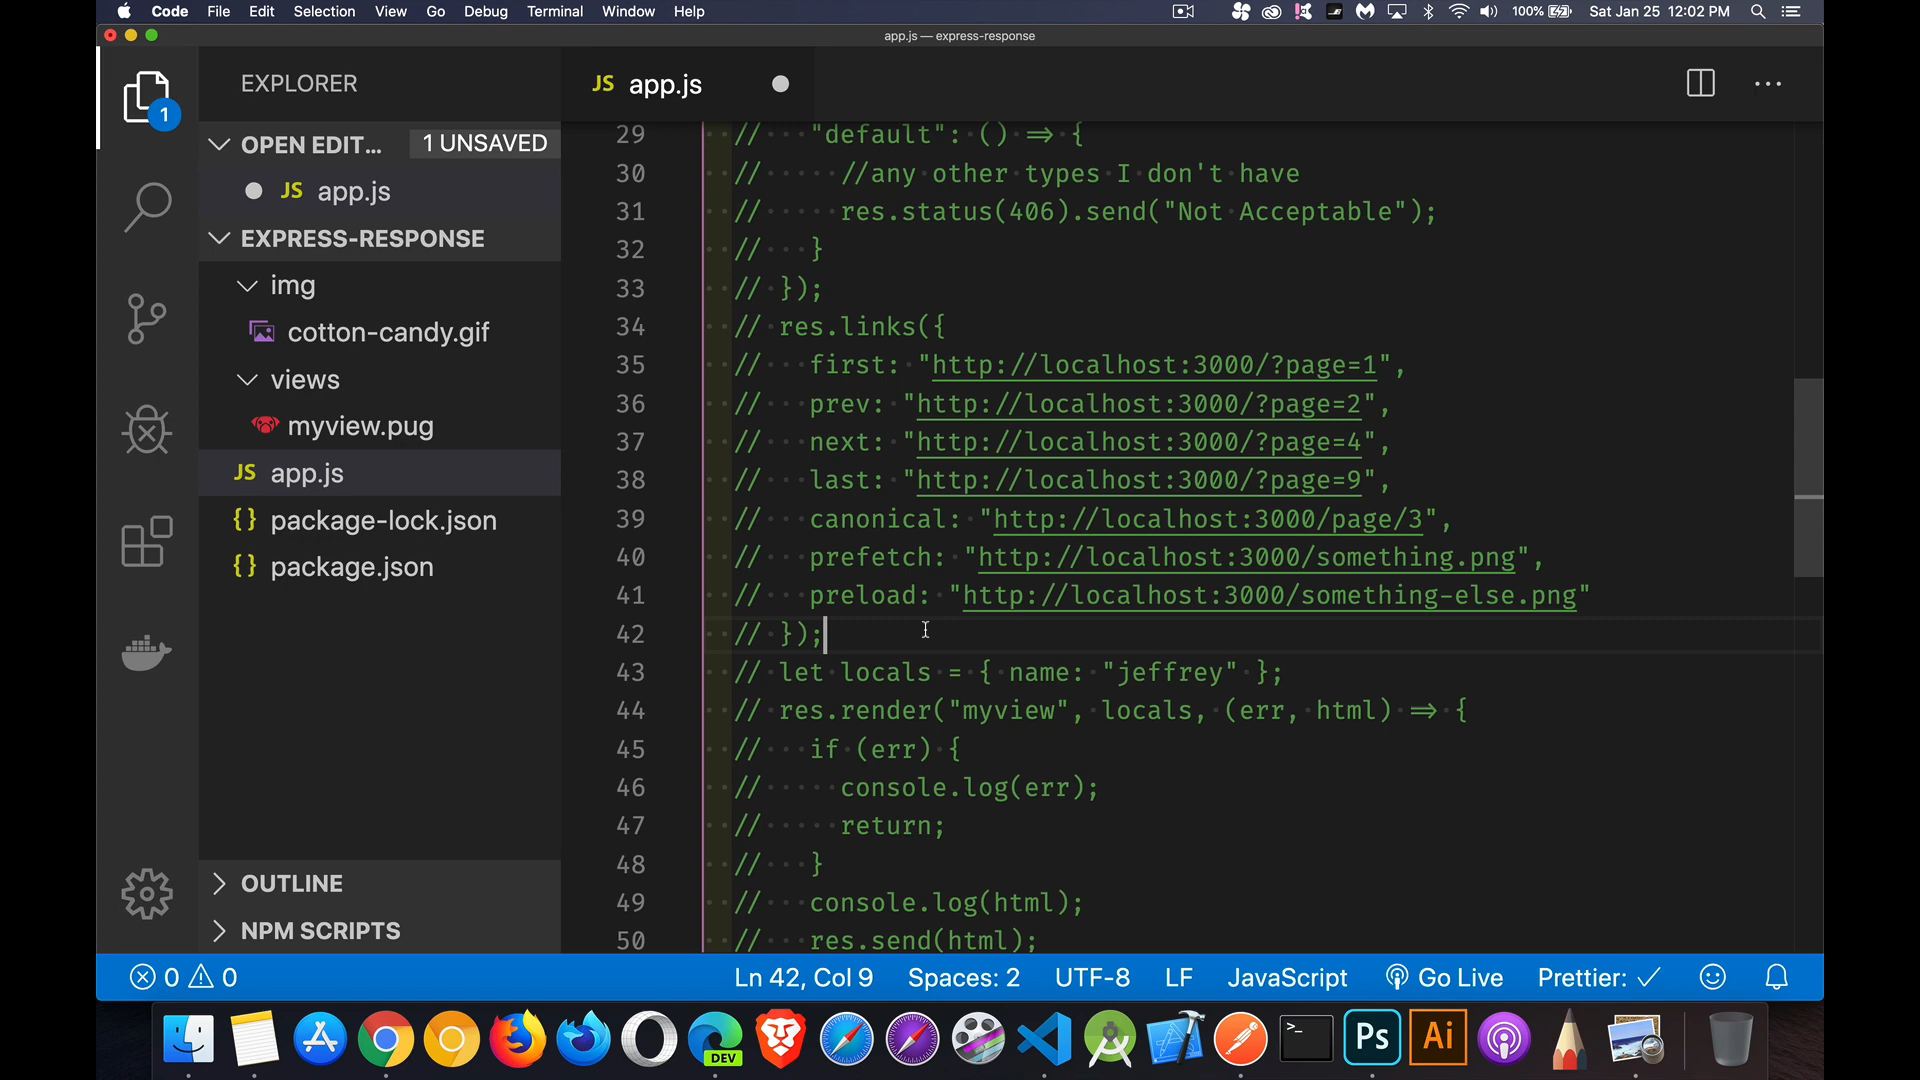 Code File Edit Selection View Go Debug Terminal Window Help 100% Sat Jan 25 12:02 PM
app.js — express-response
EXPLORER
1
OPEN EDIT... 1 UNSAVED
JS app.js
EXPRESS-RESPONSE
img
cotton-candy.gif
views
myview.pug
JS app.js
{} package-lock.json
{} package.json
OUTLINE
NPM SCRIPTS
JS app.js
29 // "default": () => {
30 // //any other types I don't have
31 // res.status(406).send("Not Acceptable");
32 // }
33 // });
34 // res.links({
35 // first: "http://localhost:3000/?page=1",
36 // prev: "http://localhost:3000/?page=2",
37 // next: "http://localhost:3000/?page=4",
38 // last: "http://localhost:3000/?page=9",
39 // canonical: "http://localhost:3000/page/3",
40 // prefetch: "http://localhost:3000/something.png",
41 // preload: "http://localhost:3000/something-else.png"
42 // });
43 // let locals = { name: "jeffrey" };
44 // res.render("myview", locals, (err, html) => {
45 // if (err) {
46 // console.log(err);
47 // return;
48 // }
49 // console.log(html);
50 // res.send(html);
0 0 Ln 42, Col 9 Spaces: 2 UTF-8 LF JavaScript Go Live Prettier: ✓
DEV >_ Ps Ai